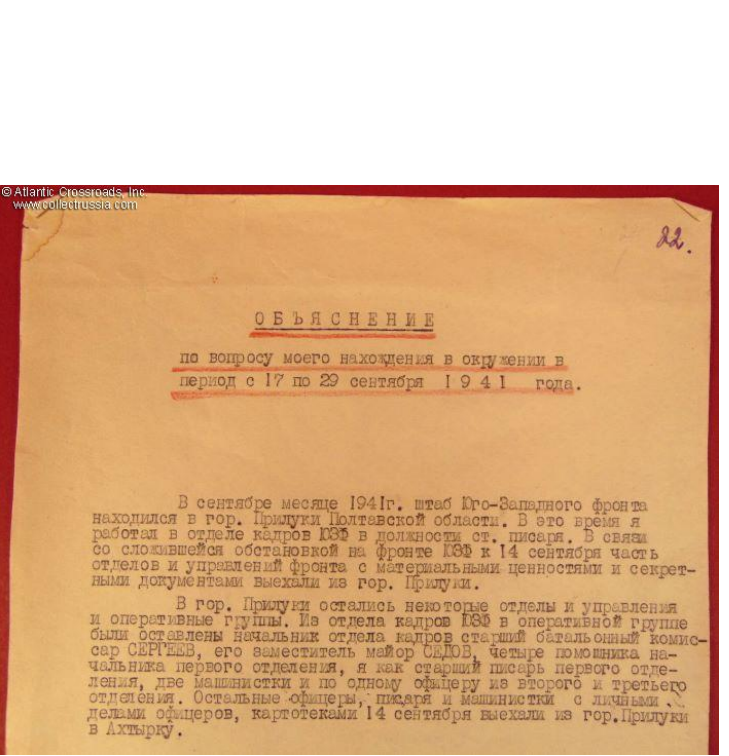 © Atlantic Crossroads, Inc.
www.collectrussia.com
22.
ОБЪЯСНЕНИЕ
по вопросу моего нахождения в окружении в
период с 17 по 29 сентября 1941 года.
В сентябре месяце 1941г. штаб Юго-Западного фронта
находился в гор. Прилуки Полтавской области. В это время я
работал в отделе кадров ЮЗФ в должности ст. писаря. В связи
со сложившейся обстановкой на фронте ЮЗФ к 14 сентября часть
отделов и управлений фронта с материальными ценностями и секрет-
ными документами выехали из гор. Прилуки.
В гор. Прилуки остались некоторые отделы и управления
и оперативные группы. Из отдела кадров ЮЗФ в оперативной группе
были оставлены начальник отдела кадров старший батальонный комис-
сар СЕРГЕЕВ, его заместитель майор СЕДОВ, четыре помощника на-
чальника первого отделения, я как старший писарь первого отде-
ления, две машинистки и по одному офицеру из второго и третьего
отделения. Остальные офицеры, писаря и машинистки с личными
делами офицеров, картотеками 14 сентября выехали из гор.Прилуки
в Ахтырку.